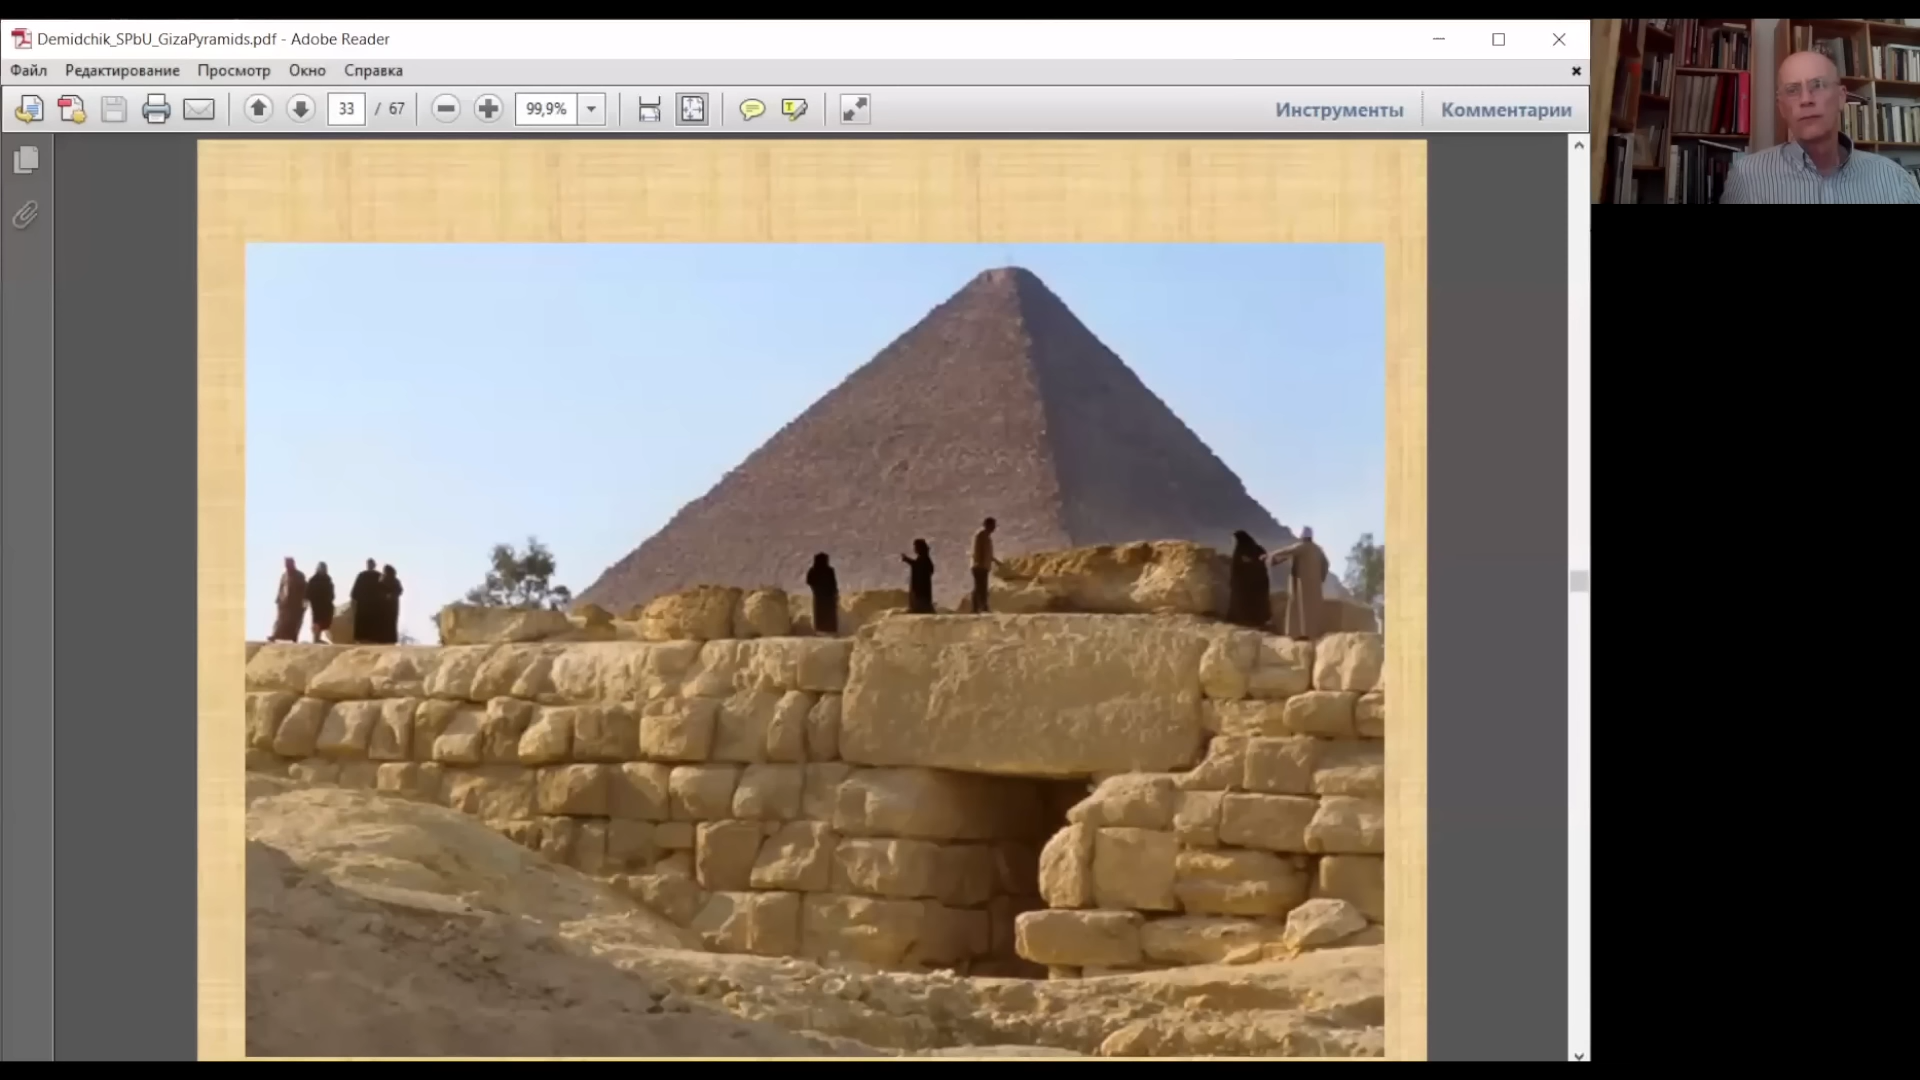 Demidchik_SPbU_GizaPyramids.pdf - Adobe Reader
Файл Редактирование Просмотр Окно Справка
33 / 67 99,9% Инструменты Комментарии